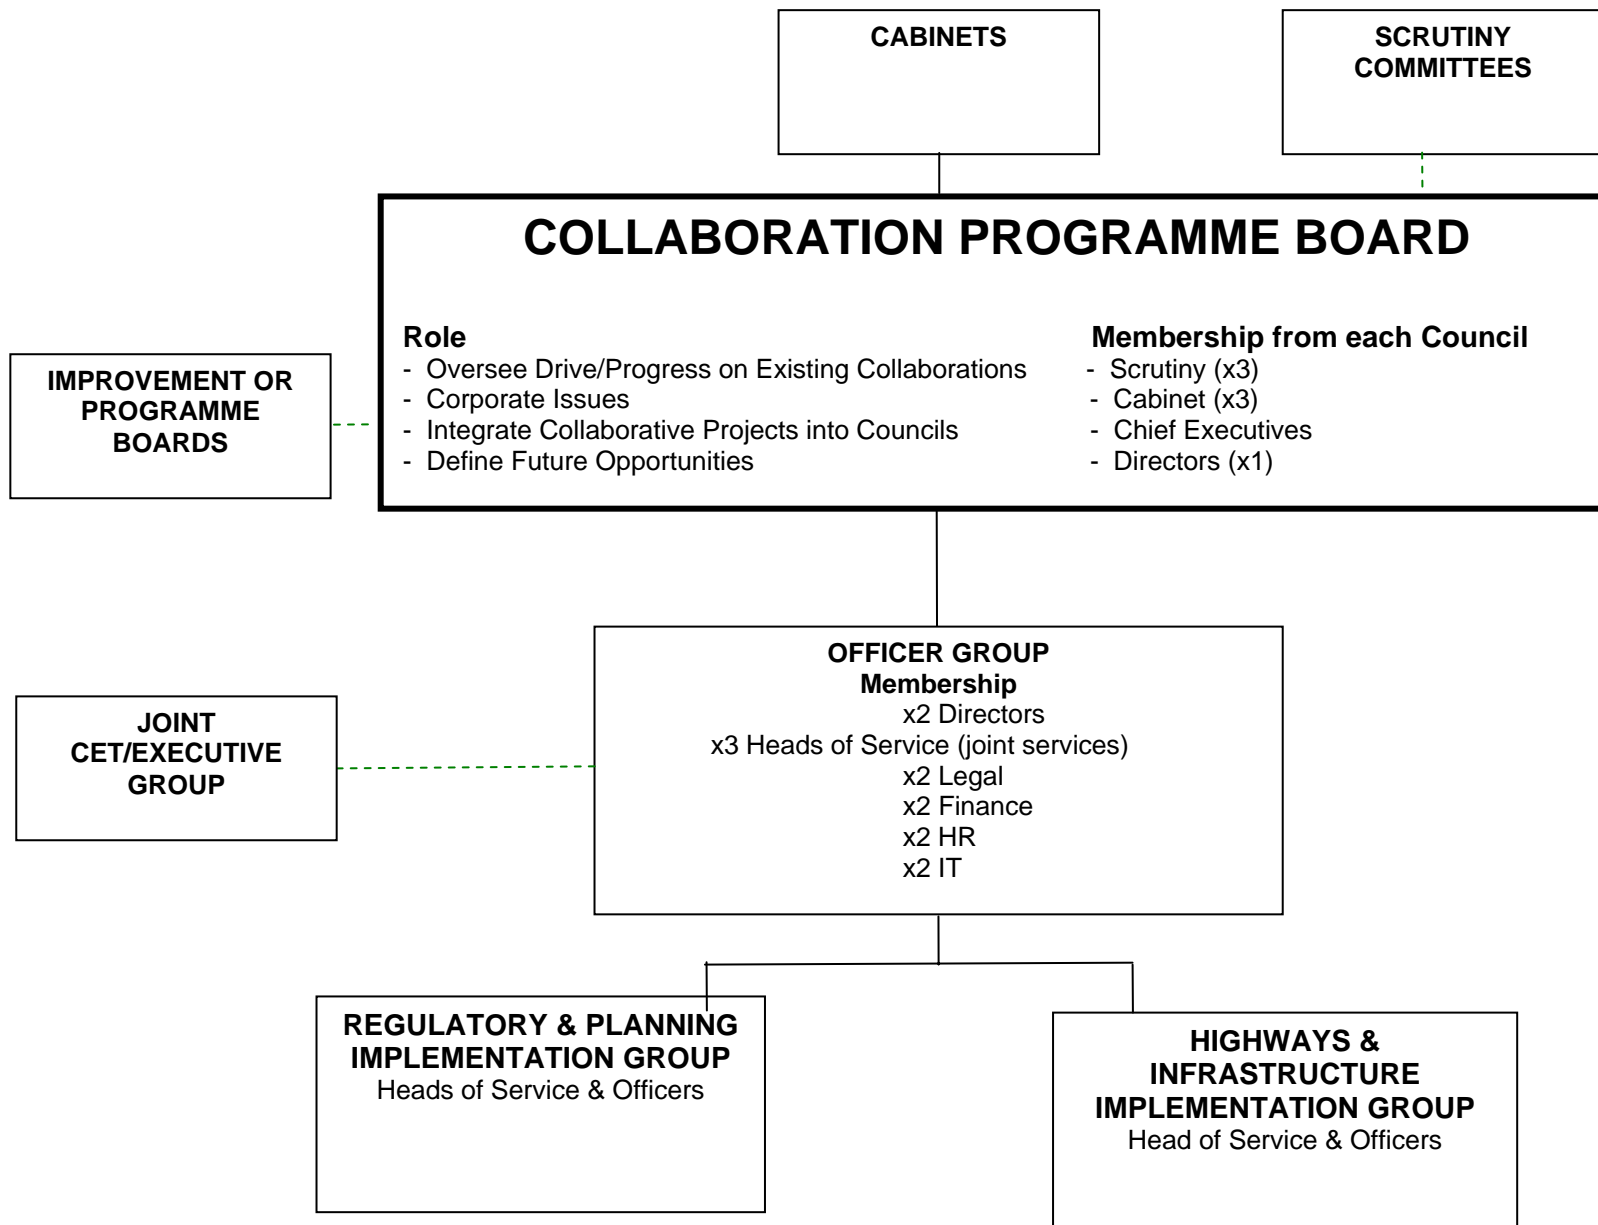 CABINETS
SCRUTINY
COMMITTEES
COLLABORATION PROGRAMME BOARD
Role
- Oversee Drive/Progress on Existing Collaborations
- Corporate Issues
- Integrate Collaborative Projects into Councils
- Define Future Opportunities
Membership from each Council
- Scrutiny (x3)
- Cabinet (x3)
- Chief Executives
- Directors (x1)
IMPROVEMENT OR
PROGRAMME
BOARDS
OFFICER GROUP
Membership
x2 Directors
x3 Heads of Service (joint services)
x2 Legal
x2 Finance
x2 HR
x2 IT
JOINT
CET/EXECUTIVE
GROUP
REGULATORY & PLANNING
IMPLEMENTATION GROUP
Heads of Service & Officers
HIGHWAYS &
INFRASTRUCTURE
IMPLEMENTATION GROUP
Head of Service & Officers